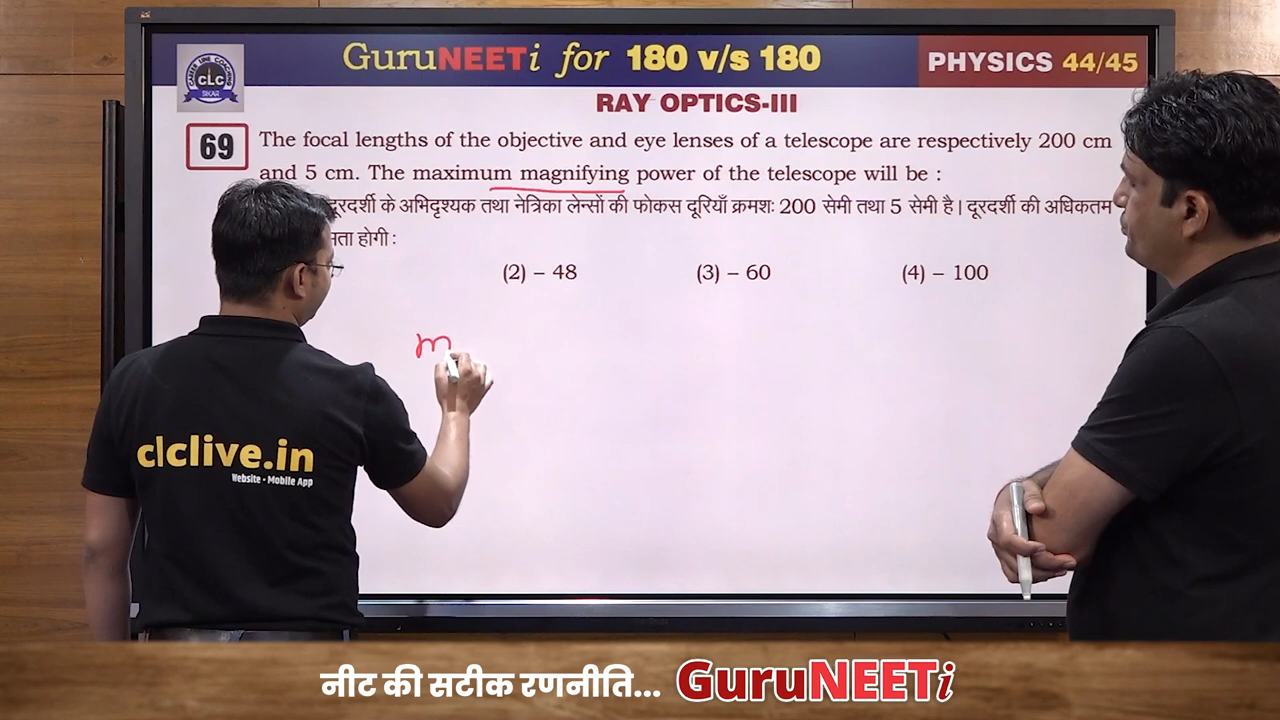 GuruNEETi for 180 v/s 180
PHYSICS 44/45
CAREER LINE COACHING
CLC
SIKAR
RAY OPTICS-III
69
The focal lengths of the objective and eye lenses of a telescope are respectively 200 cm
and 5 cm. The maximum magnifying power of the telescope will be :
दूरदर्शी के अभिदृश्यक तथा नेत्रिका लेन्सों की फोकस दूरियाँ क्रमशः 200 सेमी तथा 5 सेमी है। दूरदर्शी की अधिकतम
होगी :
(2) – 48 (3) – 60 (4) – 100
m
clclive.in
Website • Mobile App
नीट की सटीक रणनीति... GuruNEETi